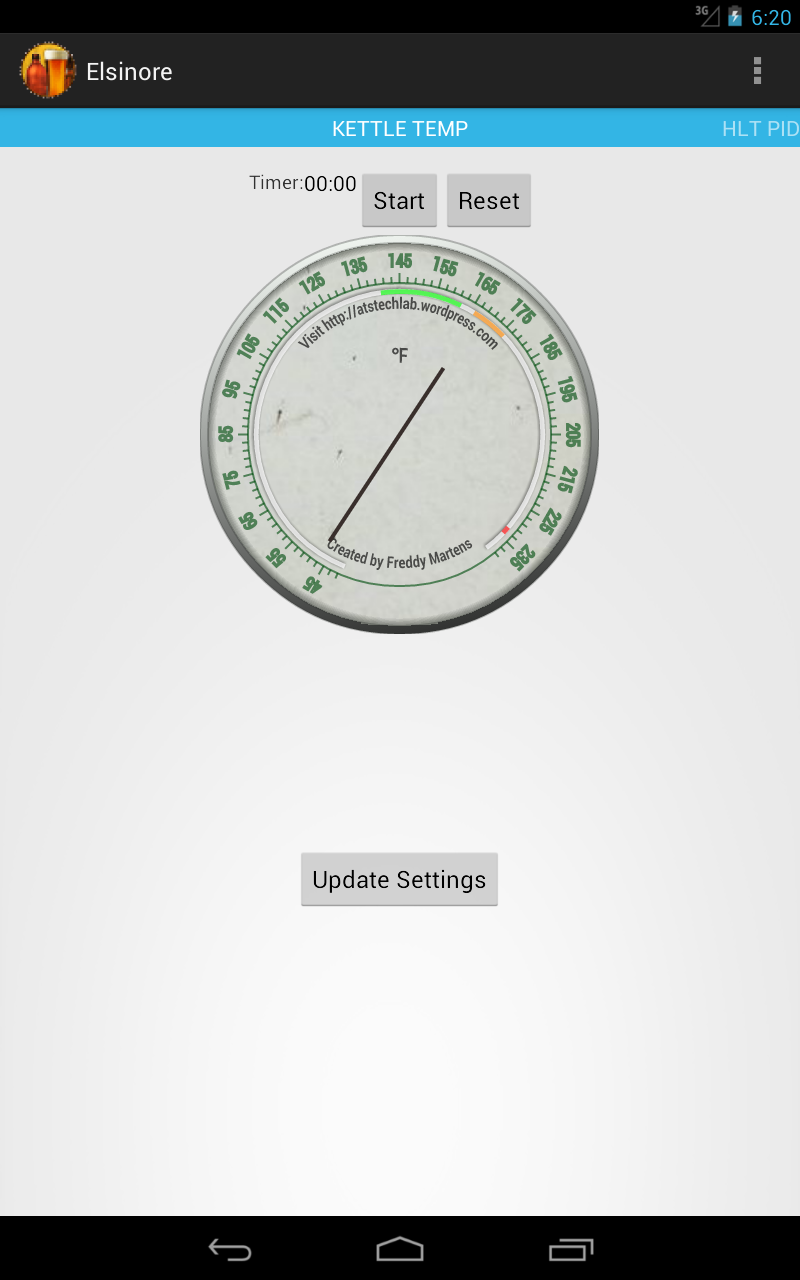 3G 6:20
Elsinore
KETTLE TEMP HLT PID
Timer:00:00 Start Reset
45 55 65 75 85 95 105 115 125 135 145 155 165 175 185 195 205 215 225 235
Visit http://atstechlab.wordpress.com
°F
Created by Freddy Martens
Update Settings